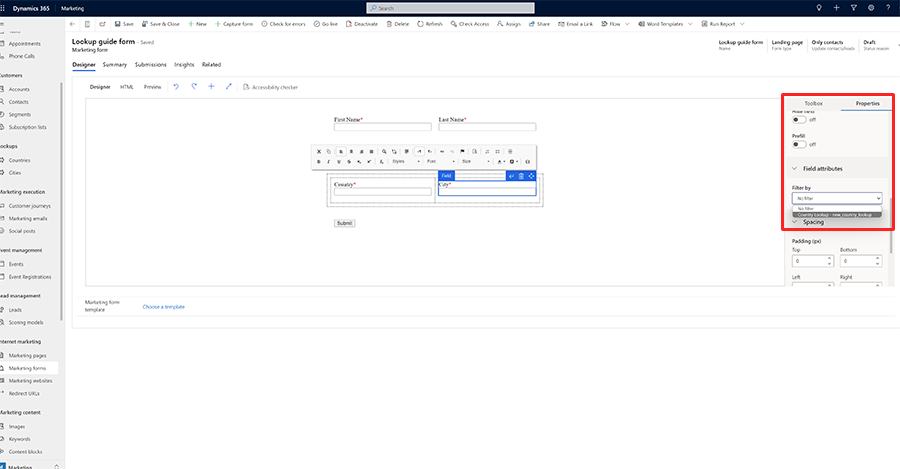 Dynamics 365
Marketing
Search
Save
Save & Close
New
Capture form
Check for errors
Go live
Deactivate
Delete
Refresh
Check Access
Assign
Share
Email a Link
Flow
Word Templates
Run Report
Lookup guide form - Saved
Marketing form
Lookup guide form
Name
Landing page
Form type
Only contacts
Update contacts/leads
Draft
Status reason
Designer
Summary
Submissions
Insights
Related
Designer
HTML
Preview
Accessibility checker
Appointments
Phone Calls
Customers
Accounts
Contacts
Segments
Subscription lists
ookups
Countries
Cities
Marketing execution
Customer journeys
Marketing emails
Social posts
Event management
Events
Event Registrations
ead management
Leads
Scoring models
nternet marketing
Marketing pages
Marketing forms
Marketing websites
Redirect URLs
Marketing content
Images
Keywords
Content blocks
Marketing
First Name*
Last Name*
Styles
Font
Size
Field
Country*
City*
Submit
Marketing form
template
Choose a template
Toolbox
Properties
off
Prefill
off
Field attributes
Filter by
No filter
No filter
Country Lookup - new_country_lookup
Spacing
Padding (px)
Top
Bottom
0
0
Left
Right